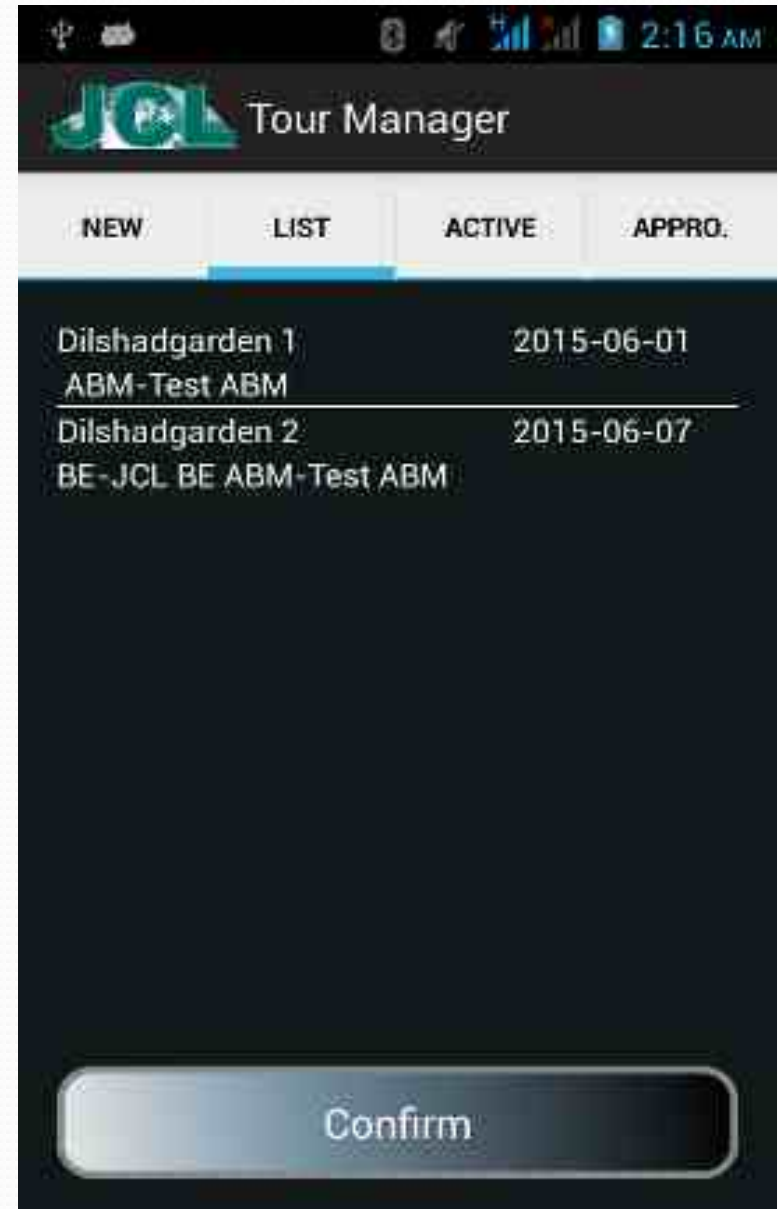 2:16 AM
JCL Tour Manager
NEW LIST ACTIVE APPRO.
Dilshadgarden 1 2015-06-01
ABM-Test ABM
Dilshadgarden 2 2015-06-07
BE-JCL BE ABM-Test ABM
Confirm